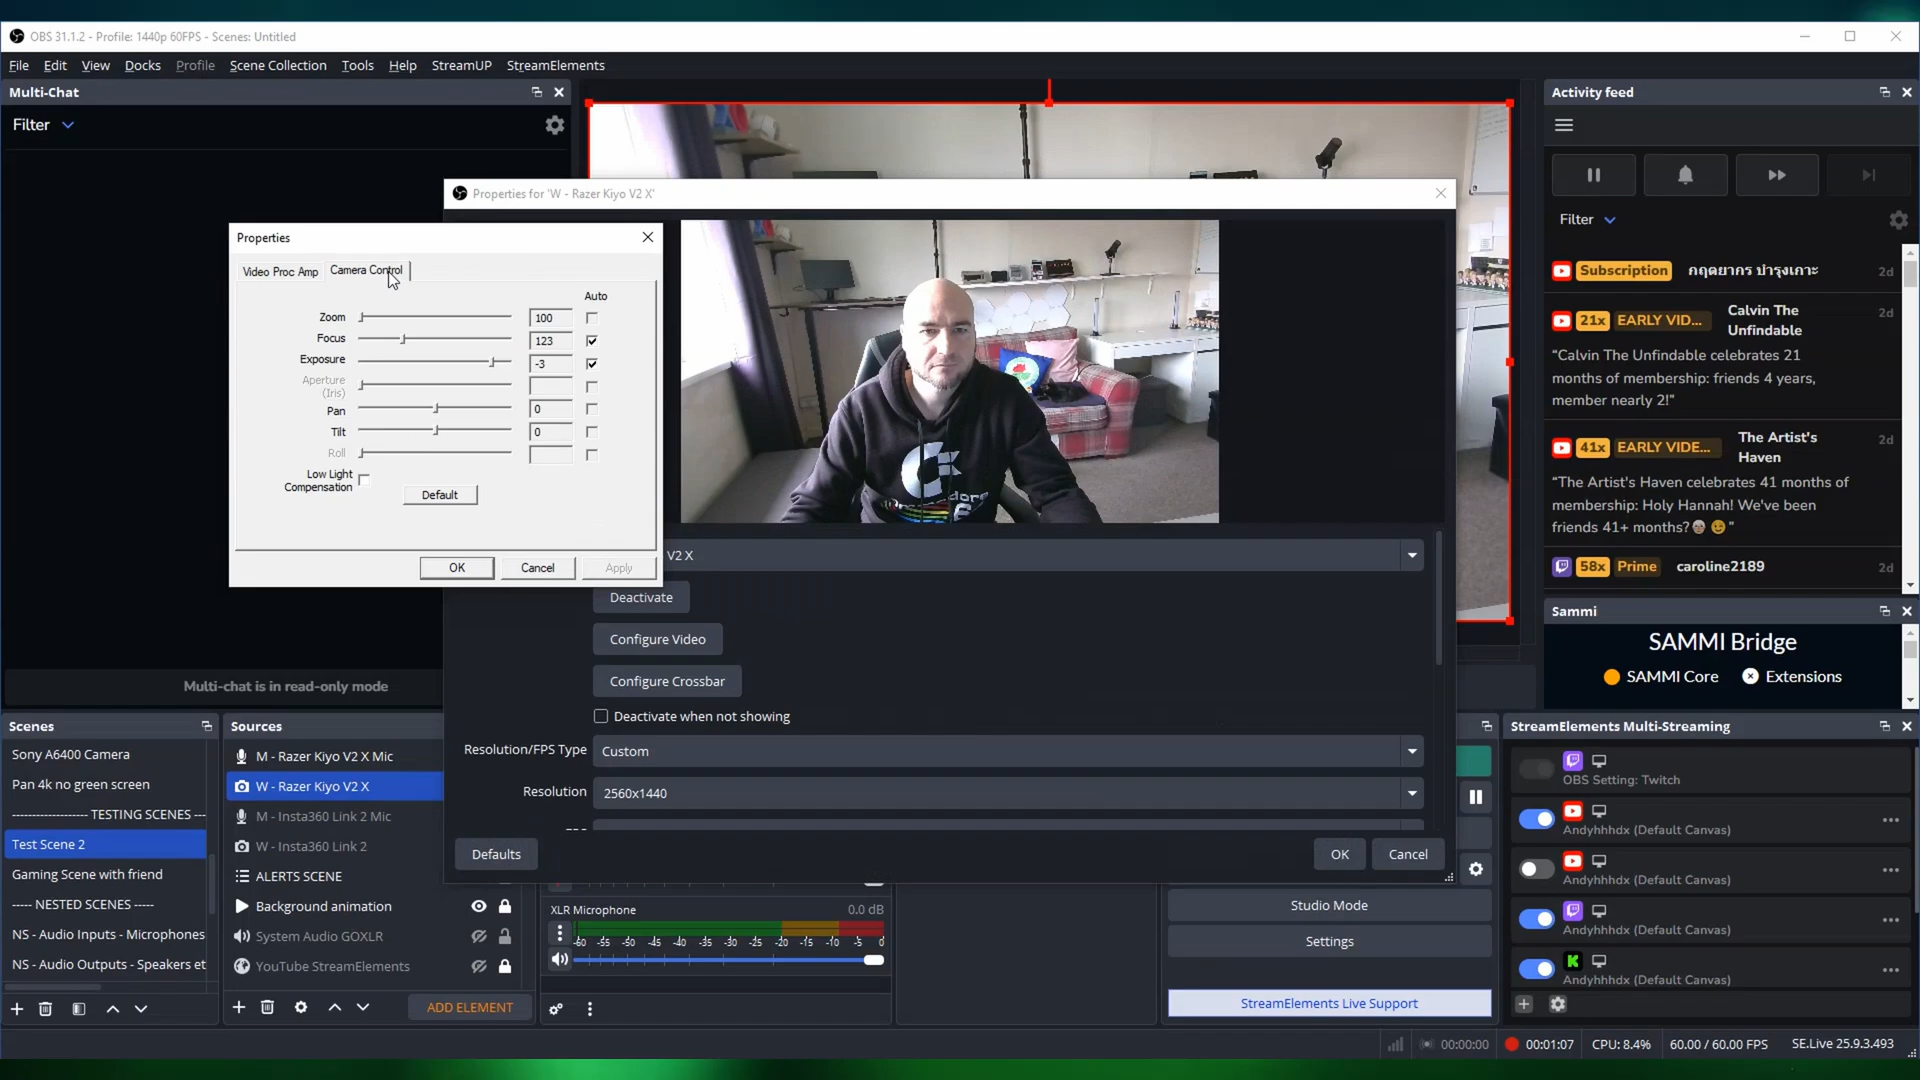 OBS 31.1.2 - Profile: 1440p 60FPS - Scenes: Untitled
File Edit View Docks Profile Scene Collection Tools Help StreamUP StreamElements
Multi-Chat
Filter
Multi-chat is in read-only mode
Properties for 'W - Razer Kiyo V2 X'
Properties
Video Proc Amp
Camera Control
Auto
Zoom 100
Focus 123
Exposure -3
Aperture
(Iris)
Pan 0
Tilt 0
Roll
Low Light
Compensation
Default
OK Cancel Apply
V2 X
Deactivate
Configure Video
Configure Crossbar
Deactivate when not showing
Resolution/FPS Type Custom
Resolution 2560x1440
Defaults
OK Cancel
Activity feed
Filter
Subscription กฤตยากร บำรุงเกาะ 2d
21x EARLY VID... Calvin The
Unfindable 2d
“Calvin The Unfindable celebrates 21
months of membership: friends 4 years,
member nearly 2!”
41x EARLY VIDE... The Artist's
Haven 2d
“The Artist's Haven celebrates 41 months of
membership: Holy Hannah! We've been
friends 41+ months?👴🏼😉”
58x Prime caroline2189 2d
Sammi
SAMMI Bridge
SAMMI Core Extensions
Scenes
Sony A6400 Camera
Pan 4k no green screen
------------------- TESTING SCENES ---
Test Scene 2
Gaming Scene with friend
----- NESTED SCENES -----
NS - Audio Inputs - Microphones
NS - Audio Outputs - Speakers et
Sources
M - Razer Kiyo V2 X Mic
W - Razer Kiyo V2 X
M - Insta360 Link 2 Mic
W - Insta360 Link 2
ALERTS SCENE
Background animation
System Audio GOXLR
YouTube StreamElements
ADD ELEMENT
XLR Microphone 0.0 dB
-60 -55 -50 -45 -40 -35 -30 -25 -20 -15 -10 -5 0
Studio Mode
Settings
StreamElements Live Support
StreamElements Multi-Streaming
OBS Setting: Twitch
Andyhhhdx (Default Canvas)
Andyhhhdx (Default Canvas)
Andyhhhdx (Default Canvas)
Andyhhhdx (Default Canvas)
00:00:00 00:01:07 CPU: 8.4% 60.00 / 60.00 FPS SE.Live 25.9.3.493